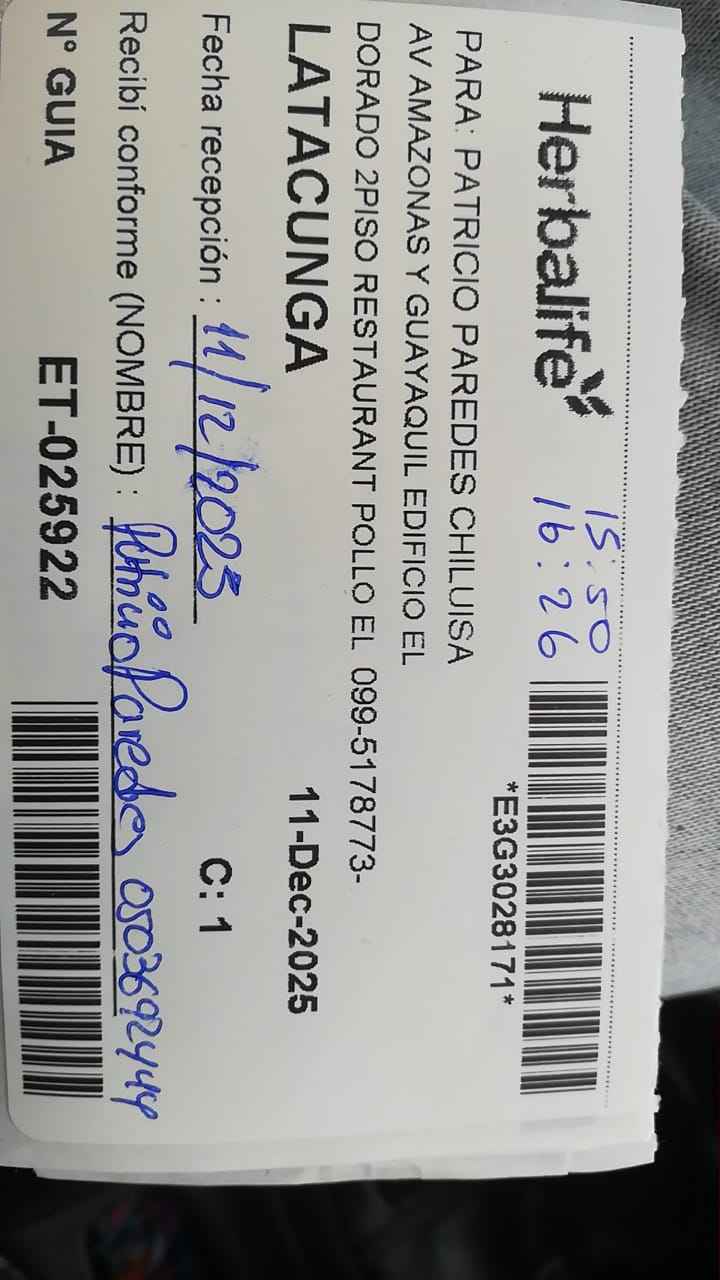 Herbalife
15:50
16:26
*E3G3028171*
PARA: PATRICIO PAREDES CHILUISA
AV AMAZONAS Y GUAYAQUIL EDIFICIO EL
DORADO 2PISO RESTAURANT POLLO EL 099-5178773-
LATACUNGA 11-Dec-2025
Fecha recepción : 11/12/2025 C: 1
Recibí conforme (NOMBRE) : Patricio Paredes 0503692444
N° GUIA ET-025922